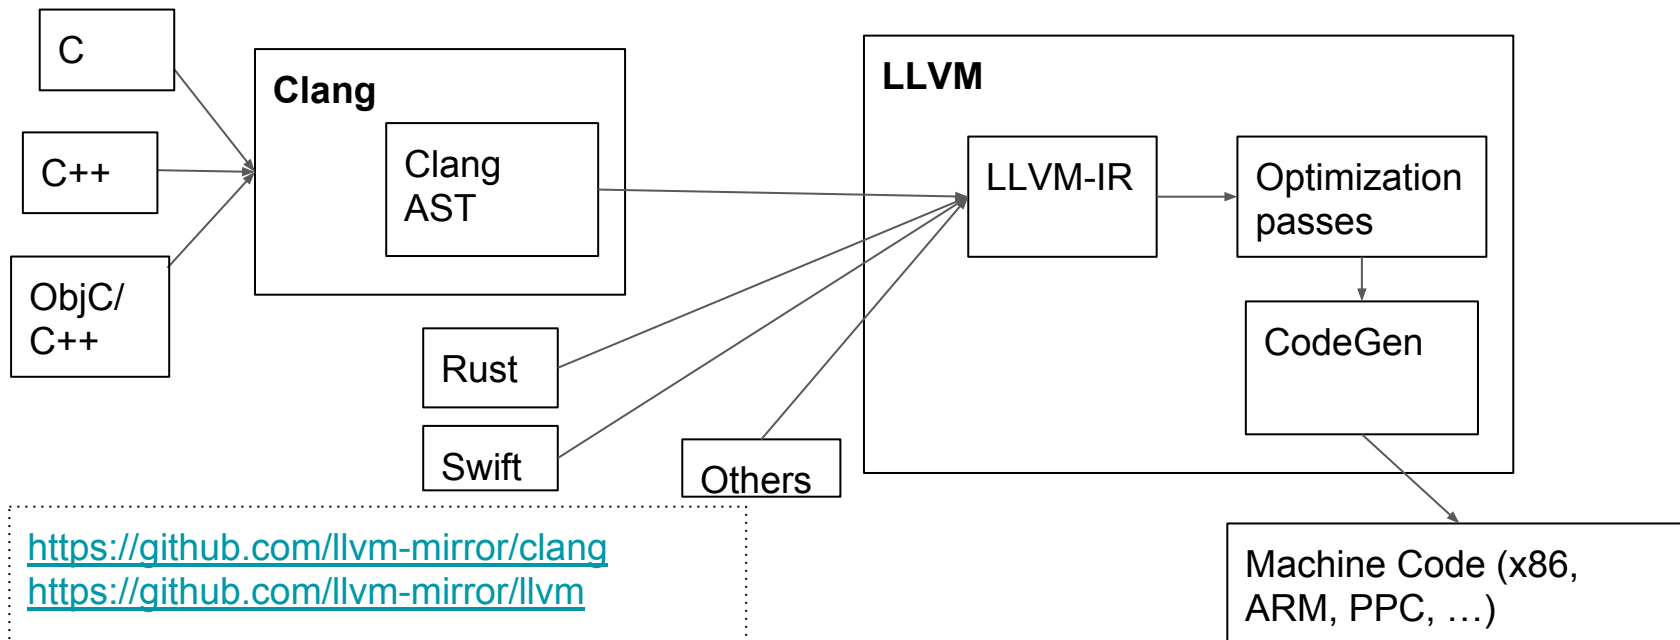 C
C++
ObjC/
C++
Clang
Clang
AST
Rust
Swift
Others
LLVM
LLVM-IR
Optimization
passes
CodeGen
Machine Code (x86,
ARM, PPC, …)
https://github.com/llvm-mirror/clang
https://github.com/llvm-mirror/llvm